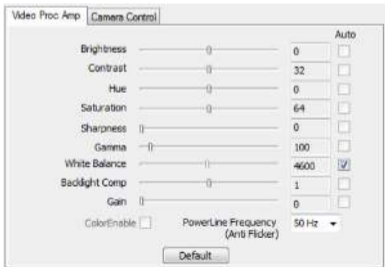 Video Proc Amp Camera Control
Auto
Brightness 0
Contrast 32
Hue 0
Saturation 64
Sharpness 0
Gamma 100
White Balance 4600
Backlight Comp 1
Gain 0
ColorEnable PowerLine Frequency 50 Hz
(Anti Flicker)
Default